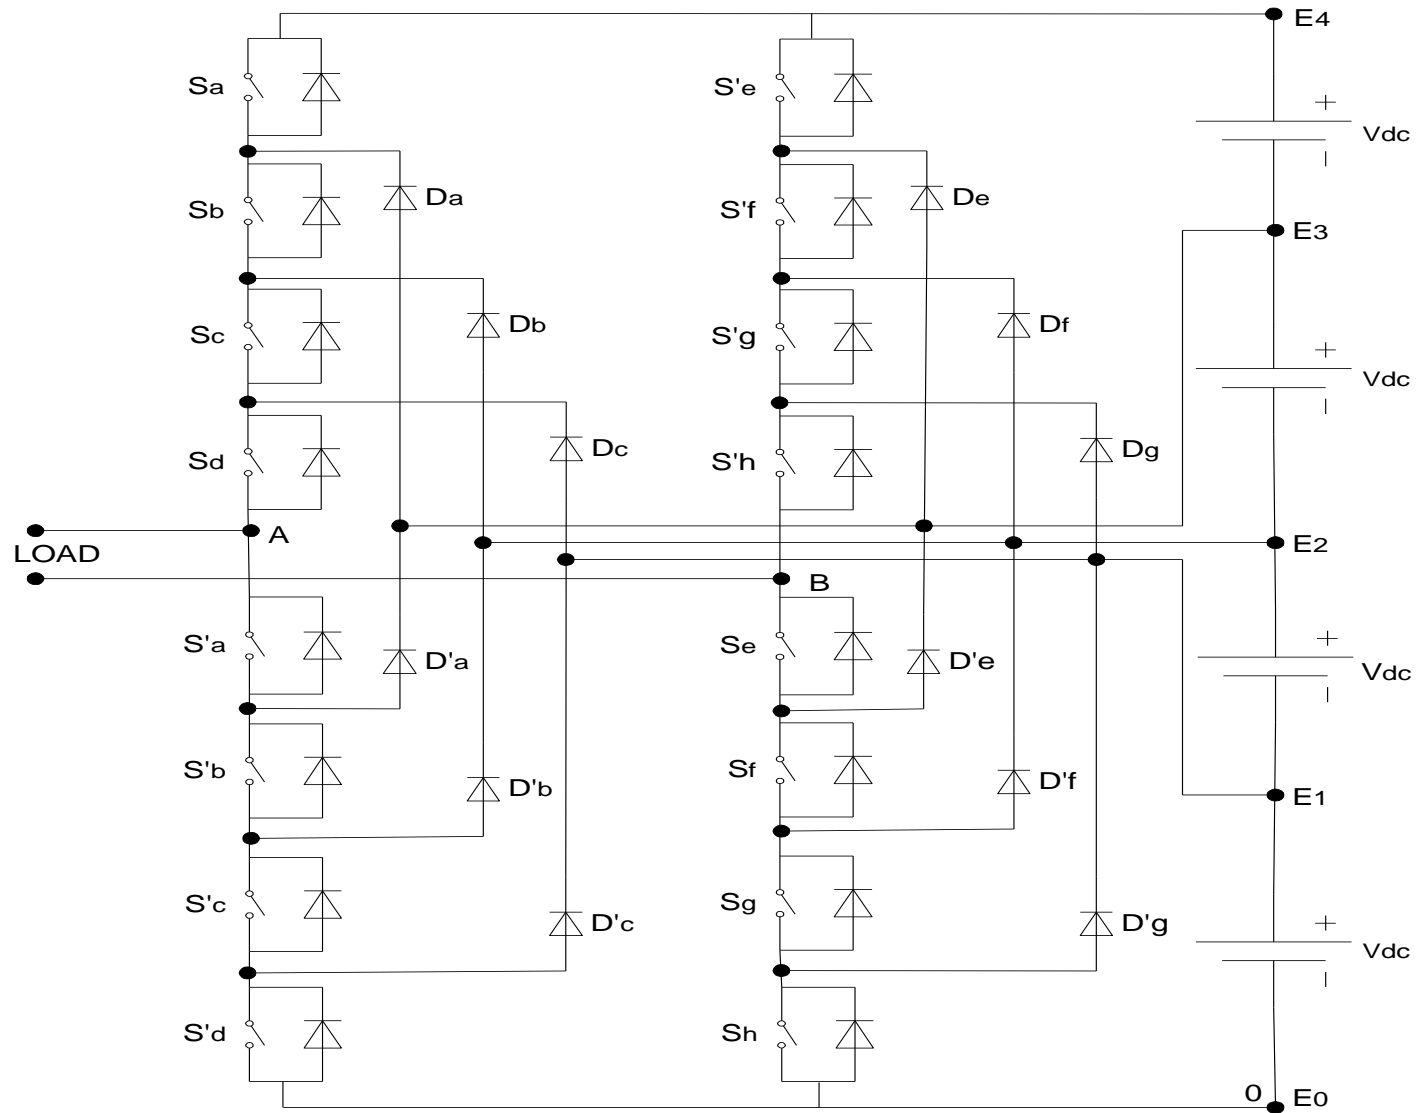 E4
Sa
S'e
+
Vdc
Da
De
Sb
S'f
E3
Sc
Db
S'g
Df
+
Vdc
Sd
Dc
S'h
Dg
A
LOAD
E2
B
S'a
D'a
Se
D'e
+
Vdc
S'b
D'b
Sf
D'f
E1
S'c
D'c
Sg
D'g
+
Vdc
S'd
Sh
0
E0